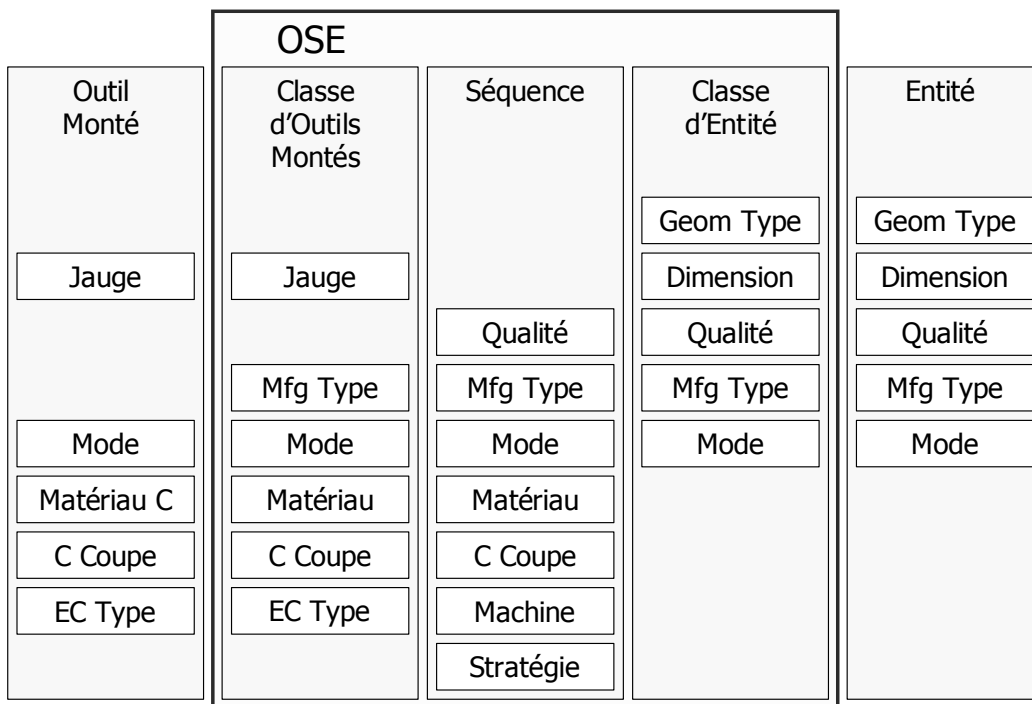 OSE
Outil
Monté
Jauge
Mode
Matériau C
C Coupe
EC Type
Classe
d'Outils
Montés
Jauge
Mfg Type
Mode
Matériau
C Coupe
EC Type
Séquence
Qualité
Mfg Type
Mode
Matériau
C Coupe
Machine
Stratégie
Classe
d'Entité
Geom Type
Dimension
Qualité
Mfg Type
Mode
Entité
Geom Type
Dimension
Qualité
Mfg Type
Mode